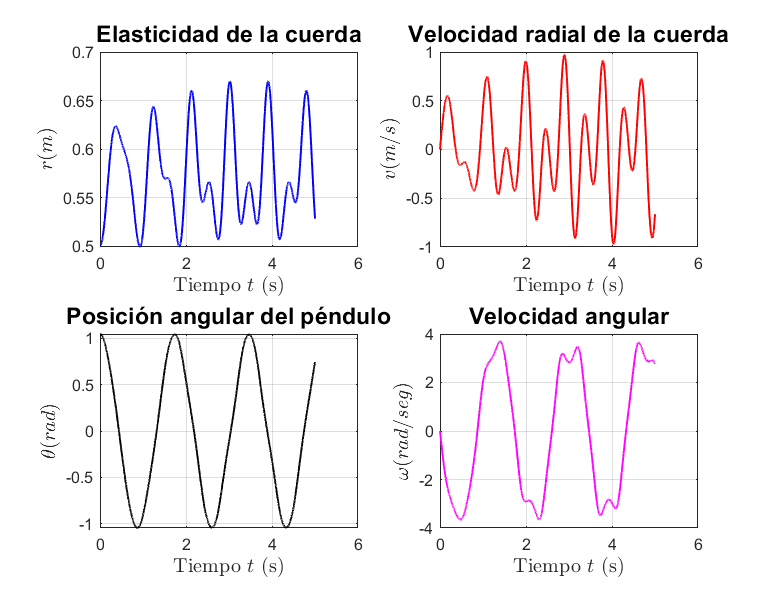 Elasticidad de la cuerda
0.7
0.65
0.6
0.55
0.5
r(m)
0 2 4 6
Tiempo t (s)
Velocidad radial de la cuerda
1
0.5
0
-0.5
-1
v(m/s)
0 2 4 6
Tiempo t (s)
Posición angular del péndulo
1
0.5
0
-0.5
-1
θ(rad)
0 2 4 6
Tiempo t (s)
Velocidad angular
4
2
0
-2
-4
ω(rad/seg)
0 2 4 6
Tiempo t (s)